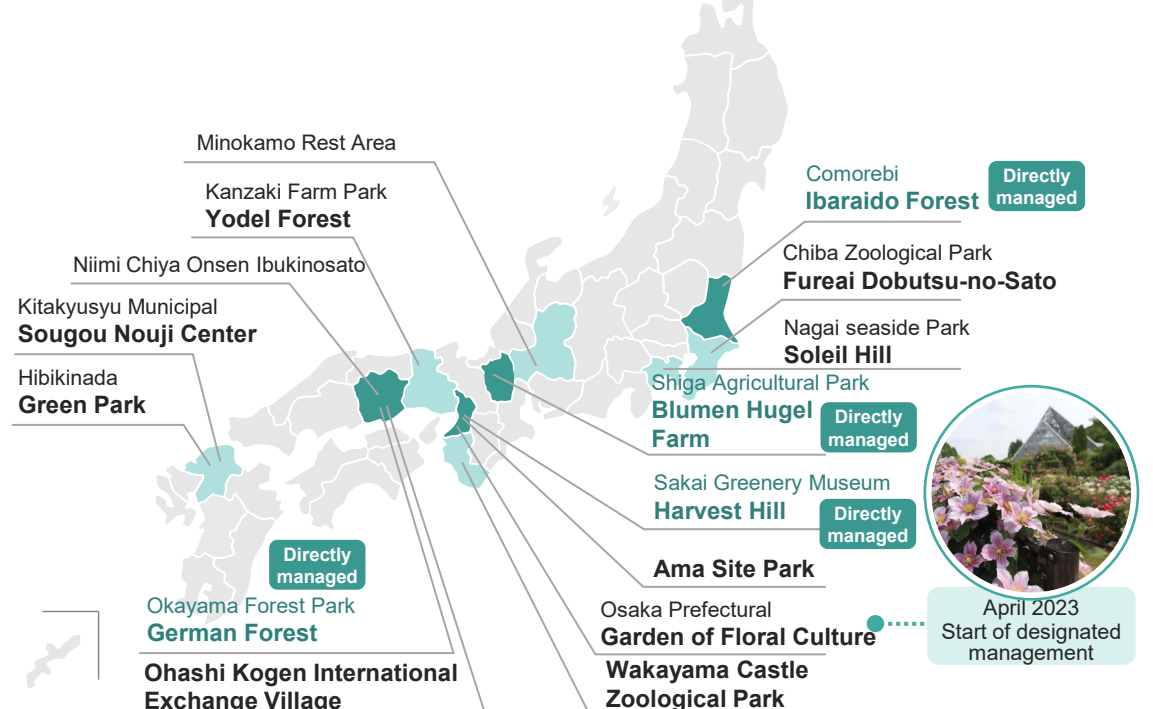 Minokamo Rest Area
Kanzaki Farm Park
Yodel Forest
Niimi Chiya Onsen Ibukinosato
Kitakyusyu Municipal
Sougou Nouji Center
Hibikinada
Green Park
Comorebi
Ibaraido Forest
Directly
managed
Chiba Zoological Park
Fureai Dobutsu-no-Sato
Nagai seaside Park
Soleil Hill
Shiga Agricultural Park
Blumen Hugel
Farm
Directly
managed
Sakai Greenery Museum
Harvest Hill
Directly
managed
Ama Site Park
Osaka Prefectural
Garden of Floral Culture
April 2023
Start of designated
management
Wakayama Castle
Zoological Park
Directly
managed
Okayama Forest Park
German Forest
Ohashi Kogen International
Exchange Village